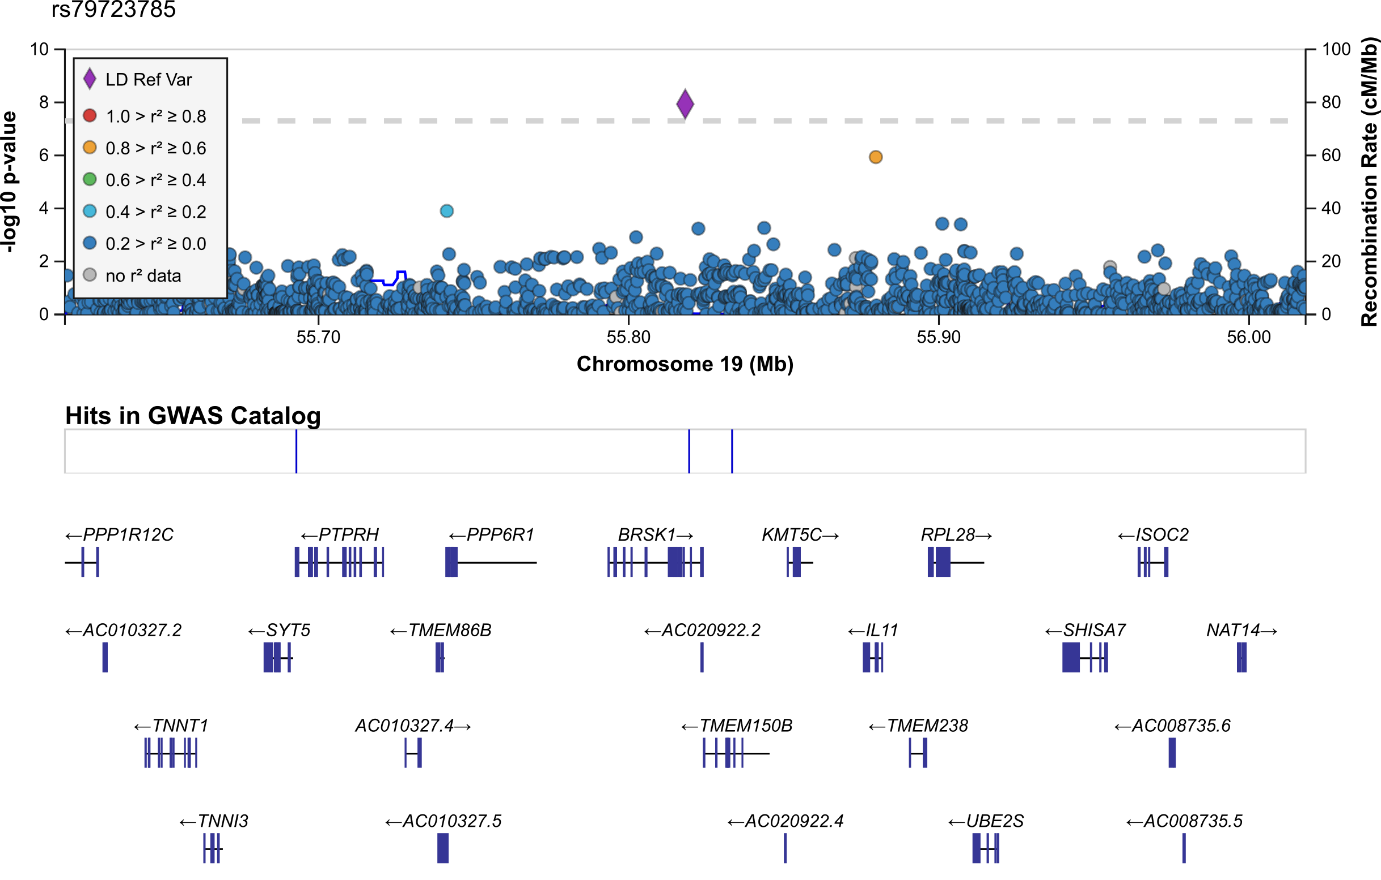 rs79723785
10 100
LD Ref Var
1.0 > r² ≥ 0.8
0.8 > r² ≥ 0.6
0.6 > r² ≥ 0.4
0.4 > r² ≥ 0.2
0.2 > r² ≥ 0.0
no r² data
8 80
6 60
4 40
2 20
0 0
-log10 p-value
Recombination Rate (cM/Mb)
55.70 55.80 55.90 56.00
Chromosome 19 (Mb)
Hits in GWAS Catalog
←PPP1R12C ←PTPRH ←PPP6R1 BRSK1→ KMT5C→ RPL28→ ←ISOC2
←AC010327.2 ←SYT5 ←TMEM86B ←AC020922.2 ←IL11 ←SHISA7 NAT14→
←TNNT1 AC010327.4→ ←TMEM150B ←TMEM238 ←AC008735.6
←TNNI3 ←AC010327.5 ←AC020922.4 ←UBE2S ←AC008735.5